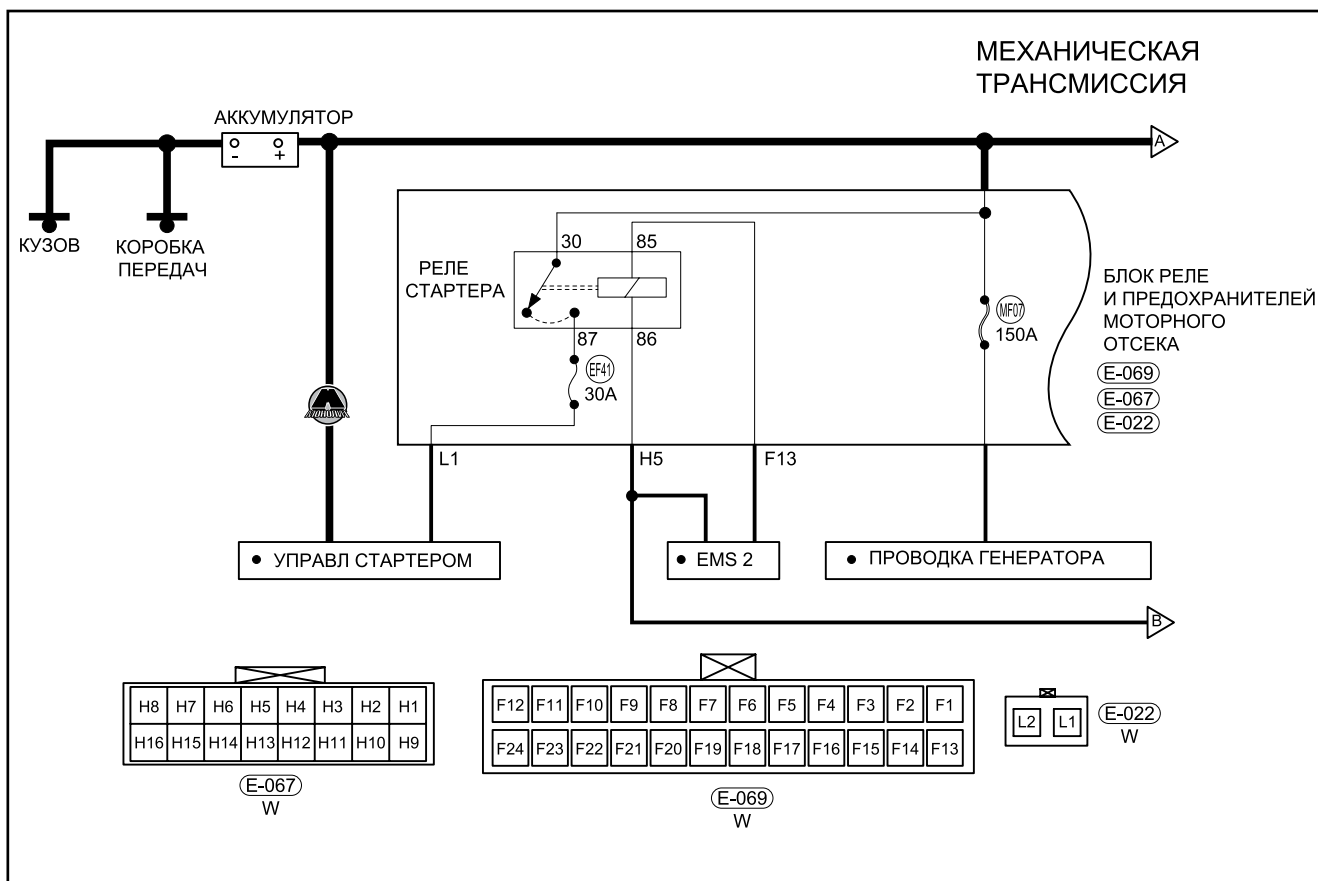 МЕХАНИЧЕСКАЯ
ТРАНСМИССИЯ
АККУМУЛЯТОР
- +
A
КУЗОВ
КОРОБКА
ПЕРЕДАЧ
30 85
РЕЛЕ
СТАРТЕРА
87 86
EF41
30A
MF07
150A
БЛОК РЕЛЕ
И ПРЕДОХРАНИТЕЛЕЙ
МОТОРНОГО
ОТСЕКА
E-069
E-067
E-022
L1 H5 F13
УПРАВЛ СТАРТЕРОМ
EMS 2
ПРОВОДКА ГЕНЕРАТОРА
B
H8 H7 H6 H5 H4 H3 H2 H1
H16 H15 H14 H13 H12 H11 H10 H9
E-067
W
F12 F11 F10 F9 F8 F7 F6 F5 F4 F3 F2 F1
F24 F23 F22 F21 F20 F19 F18 F17 F16 F15 F14 F13
E-069
W
L2 L1
E-022
W